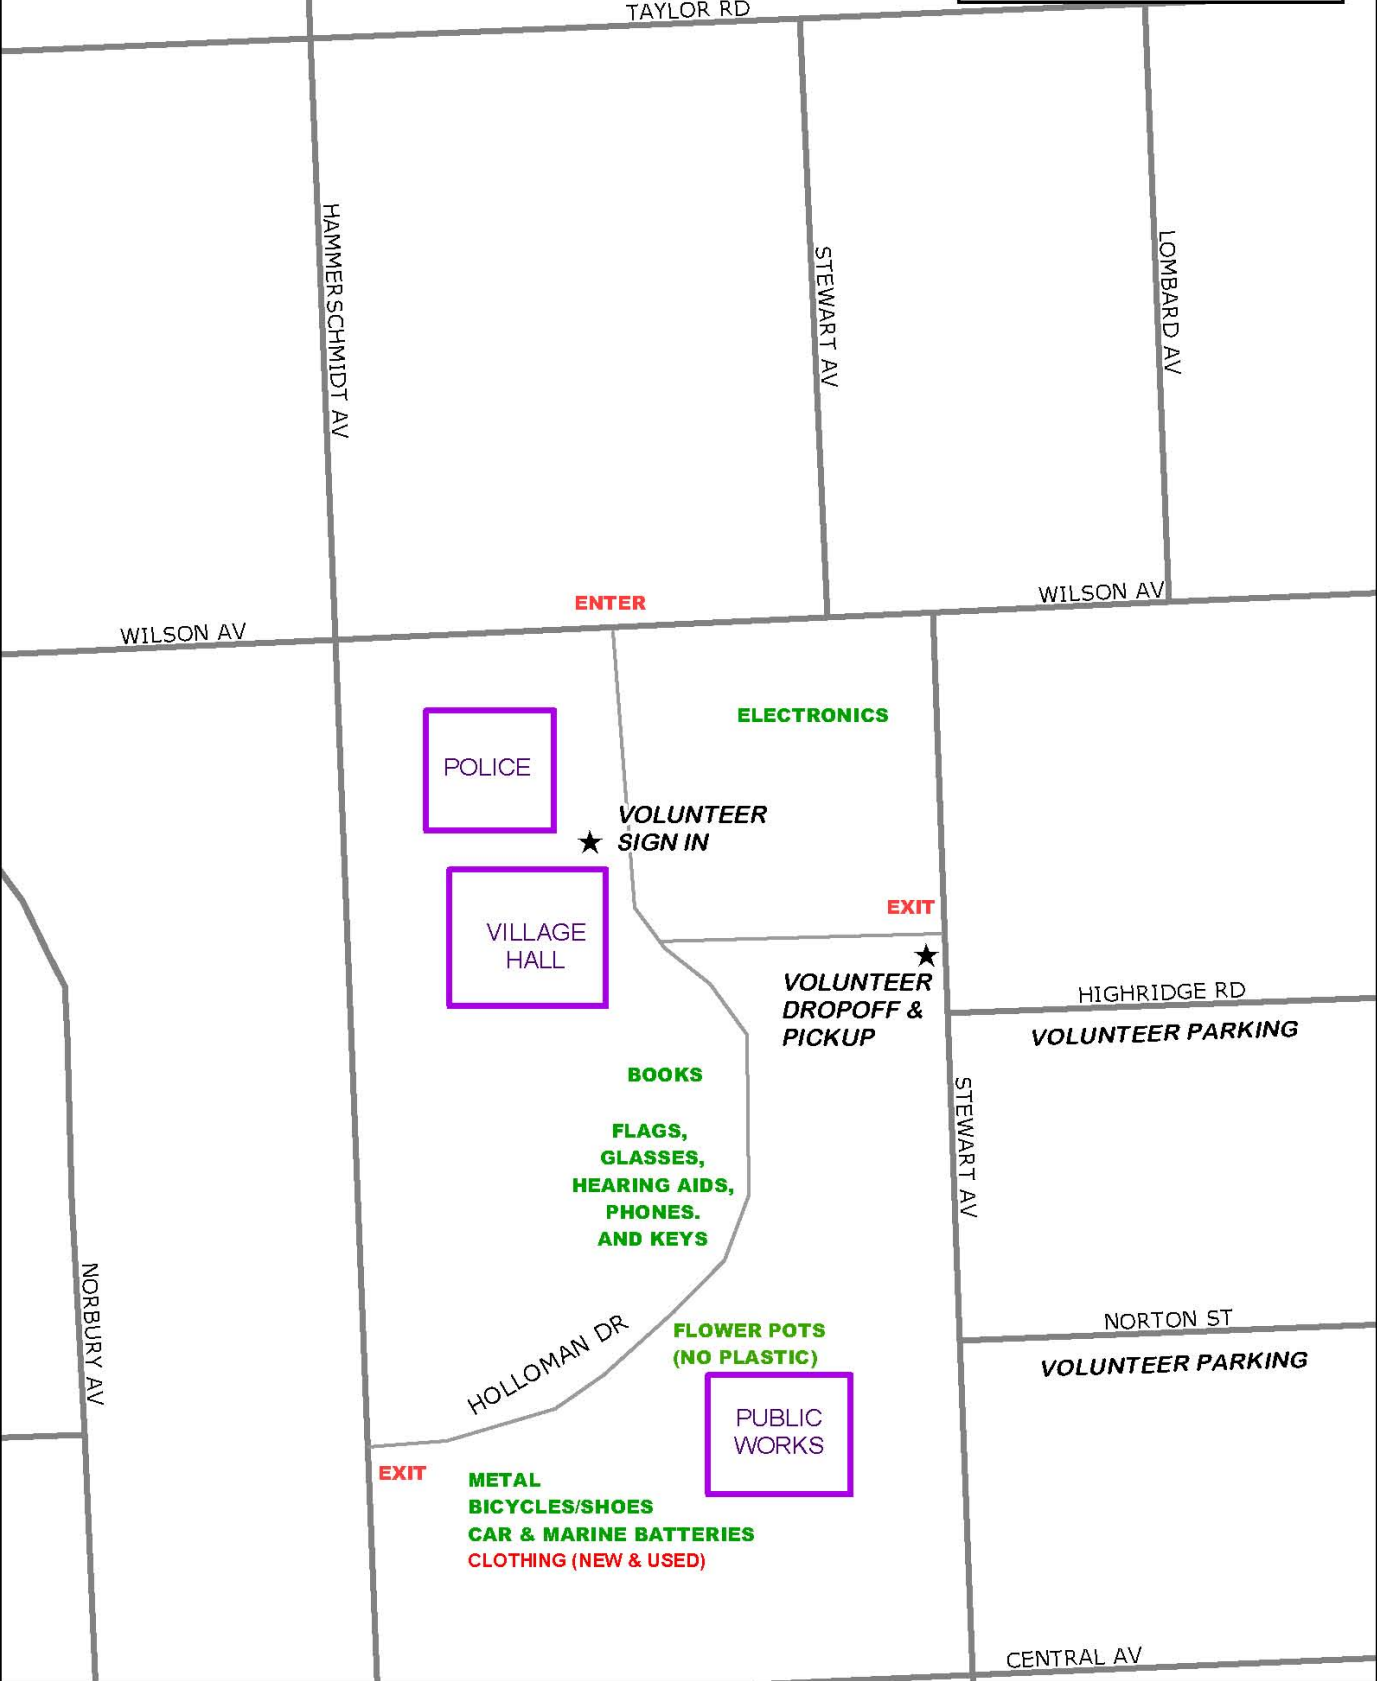 TAYLOR RD
HAMMERSCHMIDT AV
STEWART AV
LOMBARD AV
WILSON AV
ENTER
WILSON AV
ELECTRONICS
POLICE
VOLUNTEER
SIGN IN
EXIT
VILLAGE
HALL
VOLUNTEER
DROPOFF &
PICKUP
HIGHRIDGE RD
VOLUNTEER PARKING
BOOKS
STEWART AV
FLAGS,
GLASSES,
HEARING AIDS,
PHONES.
AND KEYS
NORBURY AV
HOLLOMAN DR
FLOWER POTS
(NO PLASTIC)
NORTON ST
VOLUNTEER PARKING
PUBLIC
WORKS
EXIT
METAL
BICYCLES/SHOES
CAR & MARINE BATTERIES
CLOTHING (NEW & USED)
CENTRAL AV